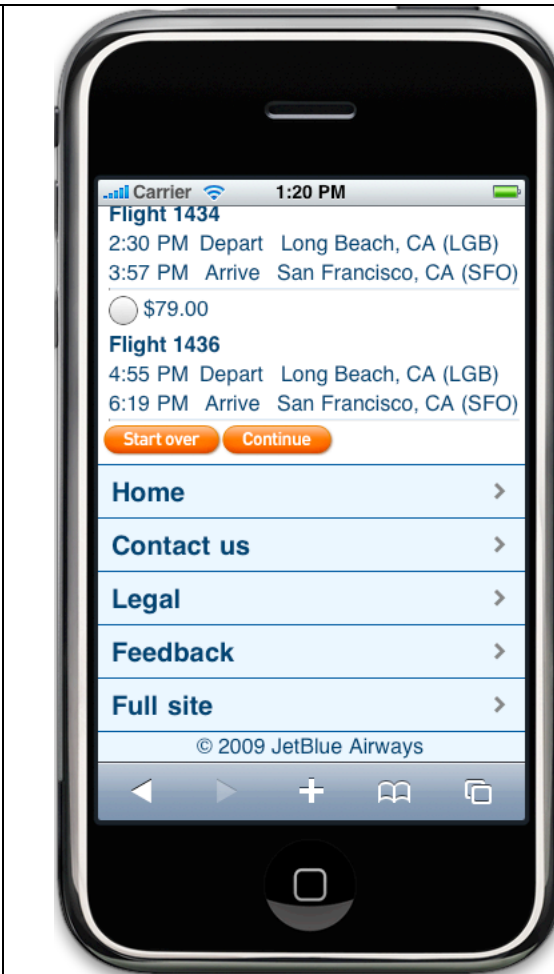 Carrier 1:20 PM
Flight 1434
2:30 PM Depart Long Beach, CA (LGB)
3:57 PM Arrive San Francisco, CA (SFO)
$79.00
Flight 1436
4:55 PM Depart Long Beach, CA (LGB)
6:19 PM Arrive San Francisco, CA (SFO)
Start over Continue
Home
Contact us
Legal
Feedback
Full site
© 2009 JetBlue Airways